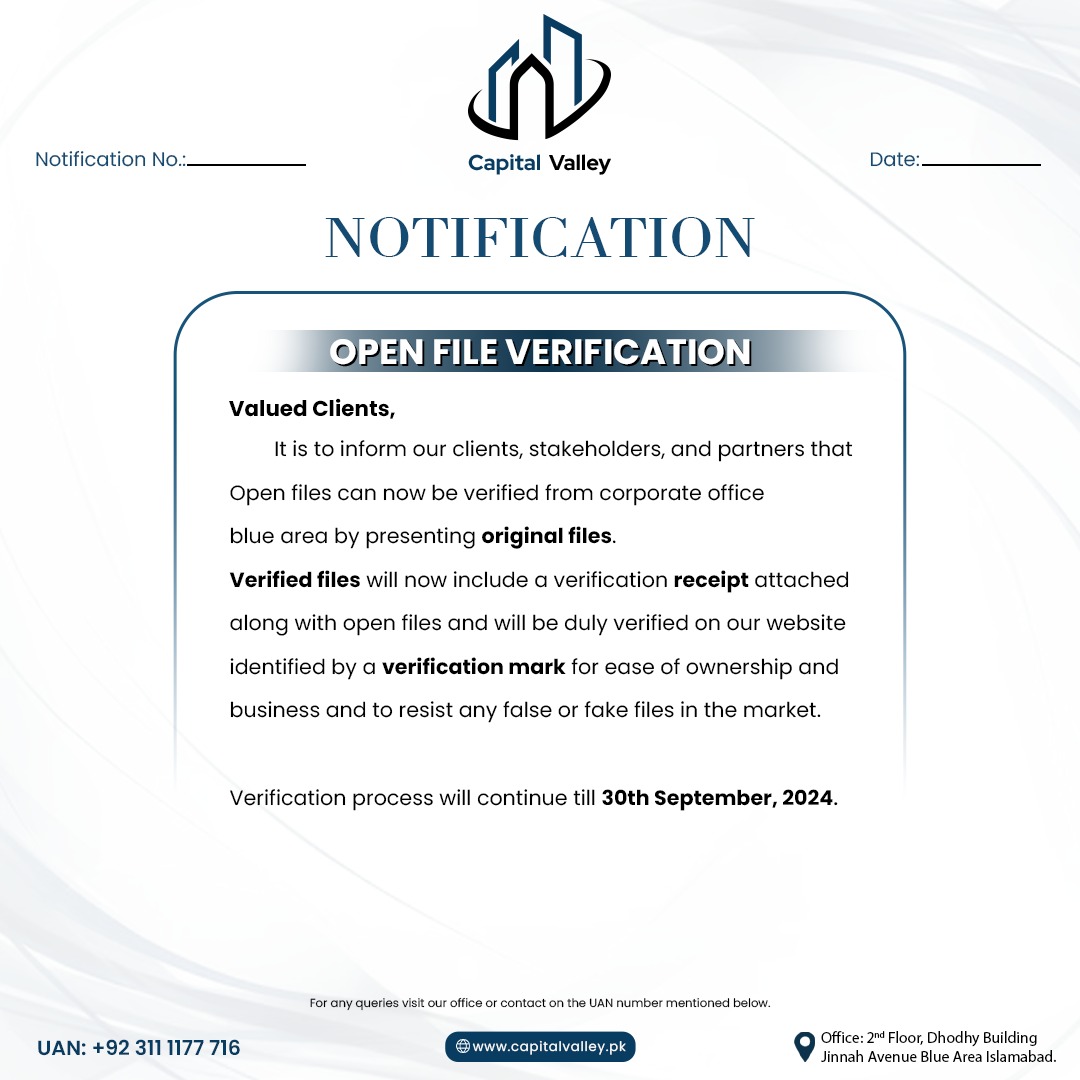 Capital Valley
Notification No.:
Date:
NOTIFICATION
OPEN FILE VERIFICATION
Valued Clients,
It is to inform our clients, stakeholders, and partners that
Open files can now be verified from corporate office
blue area by presenting original files.
Verified files will now include a verification receipt attached
along with open files and will be duly verified on our website
identified by a verification mark for ease of ownership and
business and to resist any false or fake files in the market.
Verification process will continue till 30th September, 2024.
For any queries visit our office or contact on the UAN number mentioned below.
UAN: +92 311 1177 716
www.capitalvalley.pk
Office: 2nd Floor, Dhodhy Building
Jinnah Avenue Blue Area Islamabad.